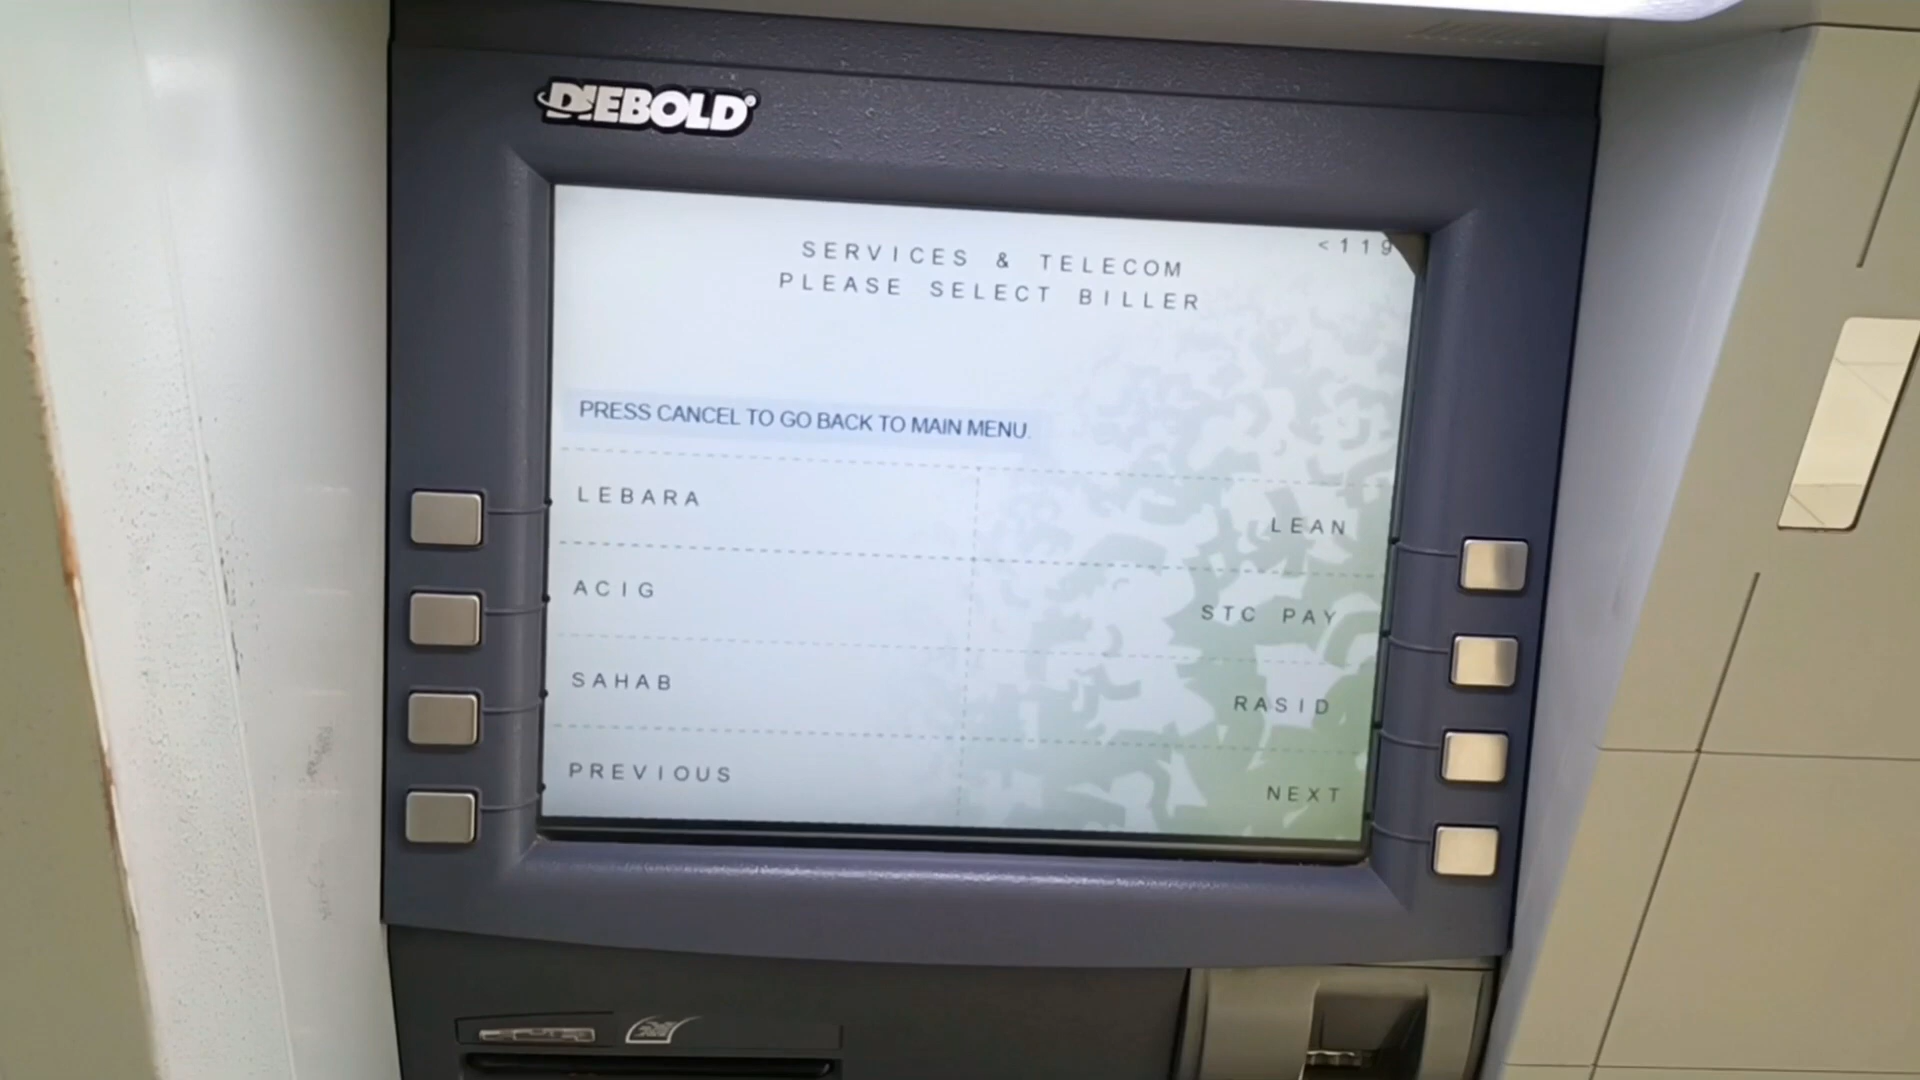 DIEBOLD®
<119
SERVICES & TELECOM
PLEASE SELECT BILLER
PRESS CANCEL TO GO BACK TO MAIN MENU.
LEBARA
LEAN
ACIG
STC PAY
SAHAB
RASID
PREVIOUS
NEXT